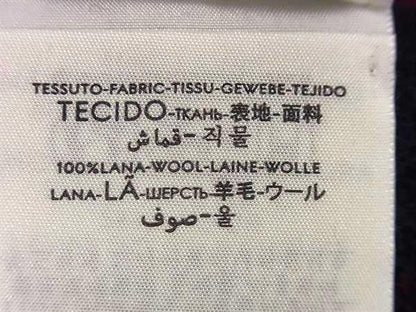 TESSUTO-FABRIC-TISSU-GEWEBE-TEJIDO
TECIDO-ТКАНЬ-表地-面料
قماش-직물
100%LANA-WOOL-LAINE-WOLLE
LANA-LÃ-ШЕРСТЬ 羊毛-ウール
صوف-울